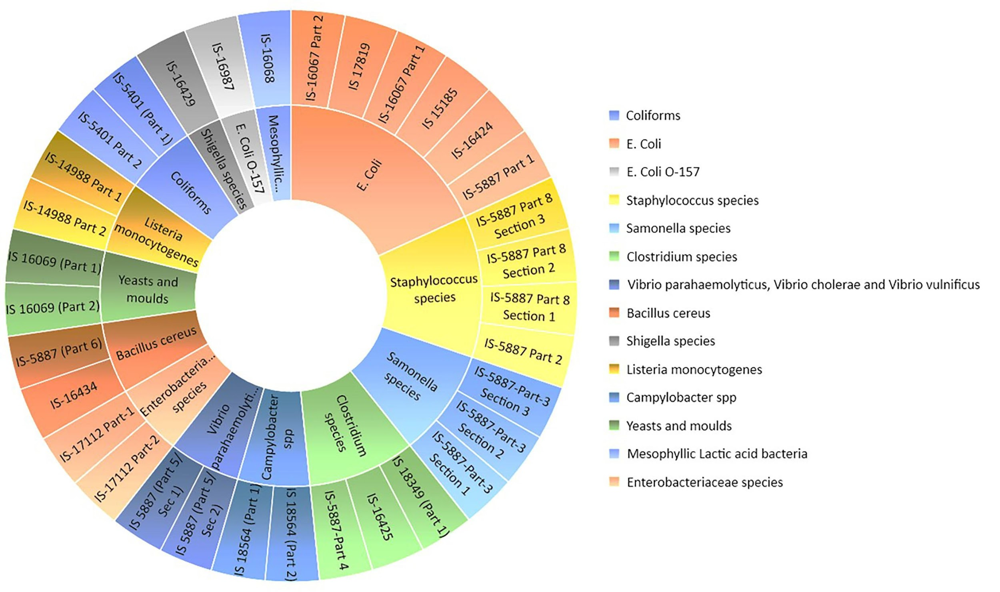 IS-16067 Part 2
IS 17819
IS-16067 Part 1
IS 15185
IS-16424
IS-5887 Part 1
E. Coli
IS-5887 Part 8
Section 3
IS-5887 Part 8
Section 2
IS-5887 Part 8
Section 1
IS-5887 Part 2
Staphylococcus
species
IS-5887-Part-3
Section 3
IS-5887-Part-3
Section 2
IS-5887-Part-3
Section 1
Samonella
species
IS 18349 (Part 1)
IS-16425
IS-5887-Part 4
Clostridium
species
IS 18564 (Part 2)
IS 18564 (Part 1)
Campylobacter
spp
IS 5887 (Part 5/
Sec 2)
IS 5887 (Part 5/
Sec 1)
Vibrio
parahaemolyti...
IS-17112 Part-2
IS-17112 Part-1
Enterobacteria...
species
IS-16434
IS-5887 (Part 6)
Bacillus cereus
IS 16069 (Part 2)
IS 16069 (Part 1)
Yeasts and
moulds
IS-14988 Part 2
IS-14988 Part 1
Listeria
monocytogenes
IS-5401 Part 2
IS-5401 (Part 1)
Coliforms
IS-16429
Shigella species
IS-16987
E. Coli O-157
IS-16068
Mesophyllic...
Coliforms
E. Coli
E. Coli O-157
Staphylococcus species
Samonella species
Clostridium species
Vibrio parahaemolyticus, Vibrio cholerae and Vibrio vulnificus
Bacillus cereus
Shigella species
Listeria monocytogenes
Campylobacter spp
Yeasts and moulds
Mesophyllic Lactic acid bacteria
Enterobacteriaceae species